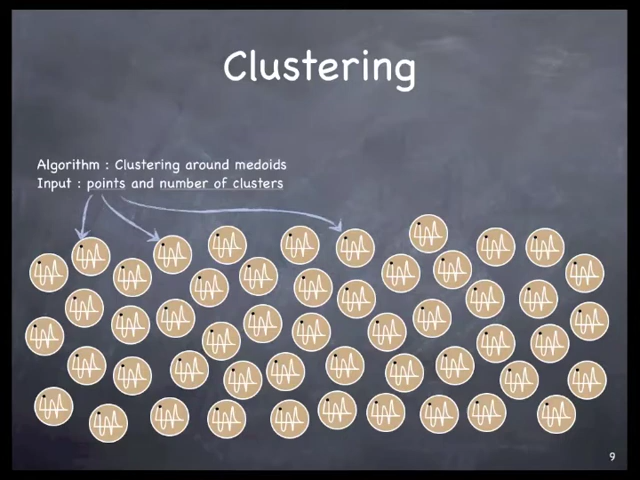 Clustering
Algorithm : Clustering around medoids
Input : points and number of clusters
9